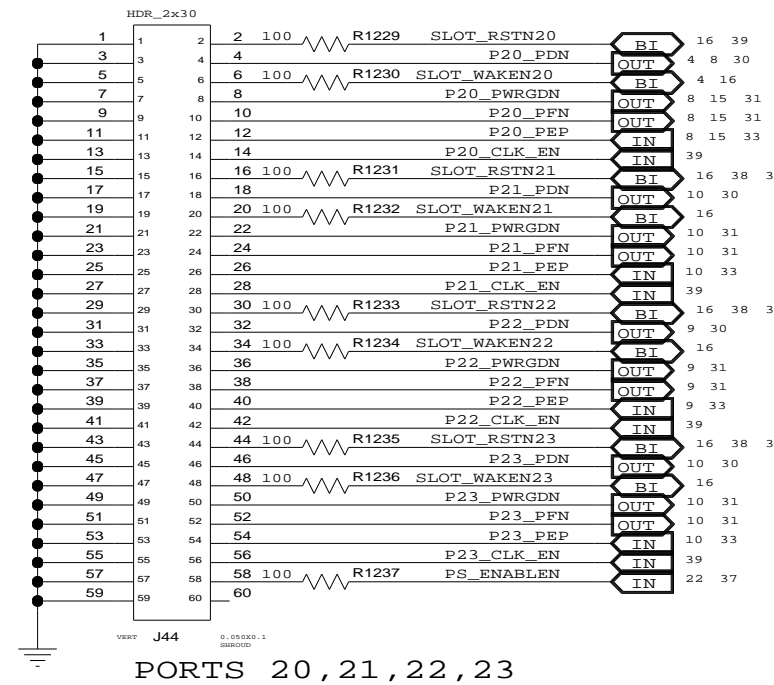 HDR_2x30
1 1 2 2 100 R1229 SLOT_RSTN20 BI 16 39
3 3 4 4 P20_PDN OUT 4 8 30
5 5 6 6 100 R1230 SLOT_WAKEN20 BI 4 16
7 7 8 8 P20_PWRGDN OUT 8 15 31
9 9 10 10 P20_PFN OUT 8 15 31
11 11 12 12 P20_PEP IN 8 15 33
13 13 14 14 P20_CLK_EN IN 39
15 15 16 16 100 R1231 SLOT_RSTN21 BI 16 38 3
17 17 18 18 P21_PDN OUT 10 30
19 19 20 20 100 R1232 SLOT_WAKEN21 BI 16
21 21 22 22 P21_PWRGDN OUT 10 31
23 23 24 24 P21_PFN OUT 10 31
25 25 26 26 P21_PEP IN 10 33
27 27 28 28 P21_CLK_EN IN 39
29 29 30 30 100 R1233 SLOT_RSTN22 BI 16 38 3
31 31 32 32 P22_PDN OUT 9 30
33 33 34 34 100 R1234 SLOT_WAKEN22 BI 16
35 35 36 36 P22_PWRGDN OUT 9 31
37 37 38 38 P22_PFN OUT 9 31
39 39 40 40 P22_PEP IN 9 33
41 41 42 42 P22_CLK_EN IN 39
43 43 44 44 100 R1235 SLOT_RSTN23 BI 16 38 3
45 45 46 46 P23_PDN OUT 10 30
47 47 48 48 100 R1236 SLOT_WAKEN23 BI 16
49 49 50 50 P23_PWRGDN OUT 10 31
51 51 52 52 P23_PFN OUT 10 31
53 53 54 54 P23_PEP IN 10 33
55 55 56 56 P23_CLK_EN IN 39
57 57 58 58 100 R1237 PS_ENABLEN IN 22 37
59 59 60 60
VERT J44 0.050X0.1
SHROUD
PORTS 20,21,22,23